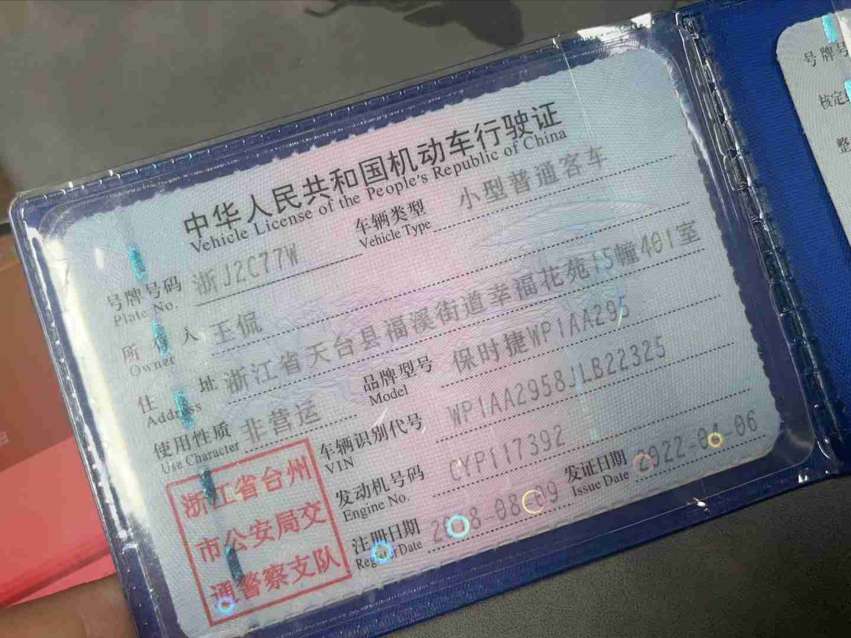 中华人民共和国机动车行驶证
Vehicle License of the People's Republic of China
号牌号码 浙J2C77W 车辆类型 小型普通客车
Plate No. Vehicle Type
所 人 王侃
Owner
住 址 浙江省天台县福溪街道幸福花苑15幢401室
Address
使用性质 非营运 品牌型号 保时捷WP1AA295
Use Character Model
车辆识别代号 WP1AA2958JLB22325
VIN
发动机号码 CYP117392
Engine No.
注册日期 2018-08-09 发证日期 2022-04-06
Register Date Issue Date
浙江省台州
市公安局交
通警察支队
号牌号
核定
整